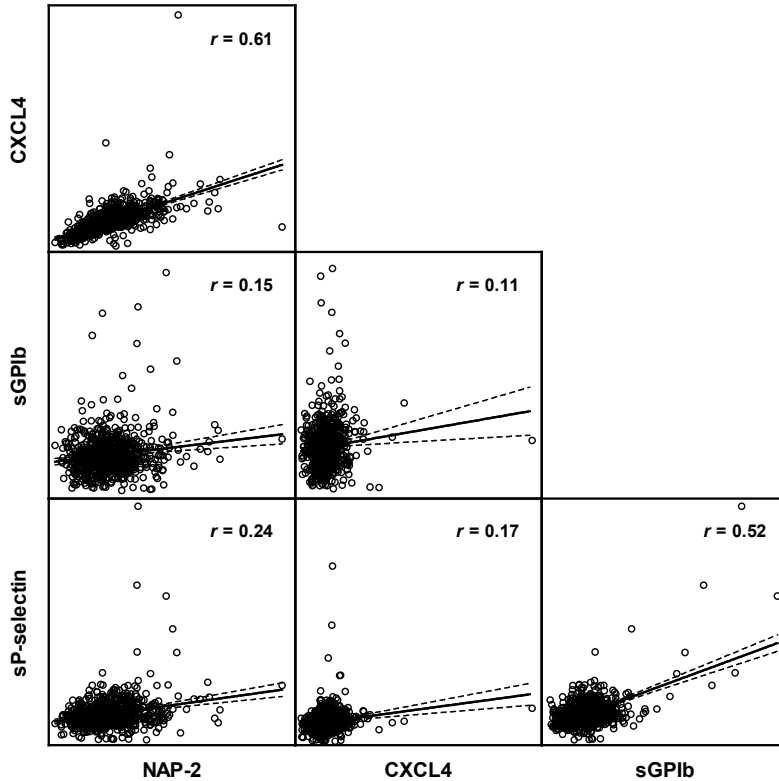 CXCL4
r = 0.61
sGPIb
r = 0.15
r = 0.11
sP-selectin
r = 0.24
r = 0.17
r = 0.52
NAP-2
CXCL4
sGPIb